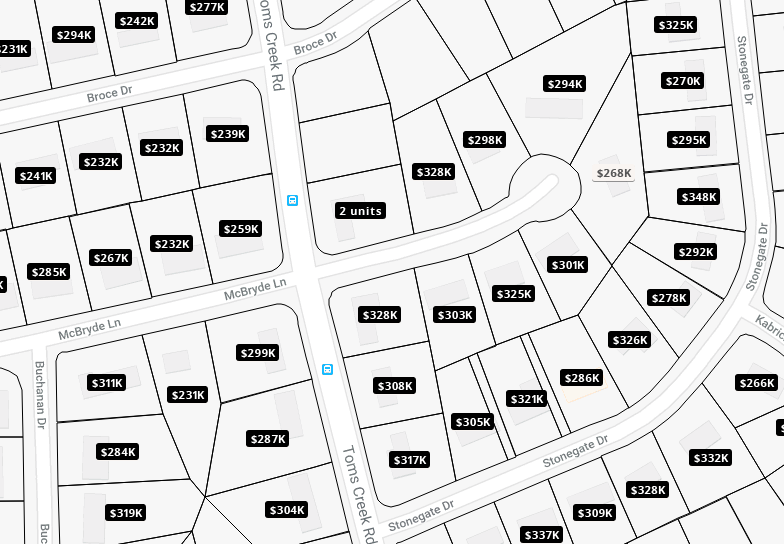 $277K
$242K
$294K
$231K
Toms Creek Rd
Broce Dr
$325K
Stonegate Dr
$270K
$294K
Broce Dr
$239K
$232K
$232K
$241K
$298K
$295K
$328K
$268K
$348K
2 units
$259K
$232K
$267K
$285K
$292K
Stonegate Dr
$301K
McBryde Ln
$325K
$278K
$328K
$303K
McBryde Ln
$326K
$299K
$311K
$231K
$308K
$286K
$266K
Buchanan Dr
$321K
$305K
$287K
$284K
$317K
Stonegate Dr
$332K
Toms Creek Rd
$328K
$304K
$319K
Stonegate Dr
$309K
$337K